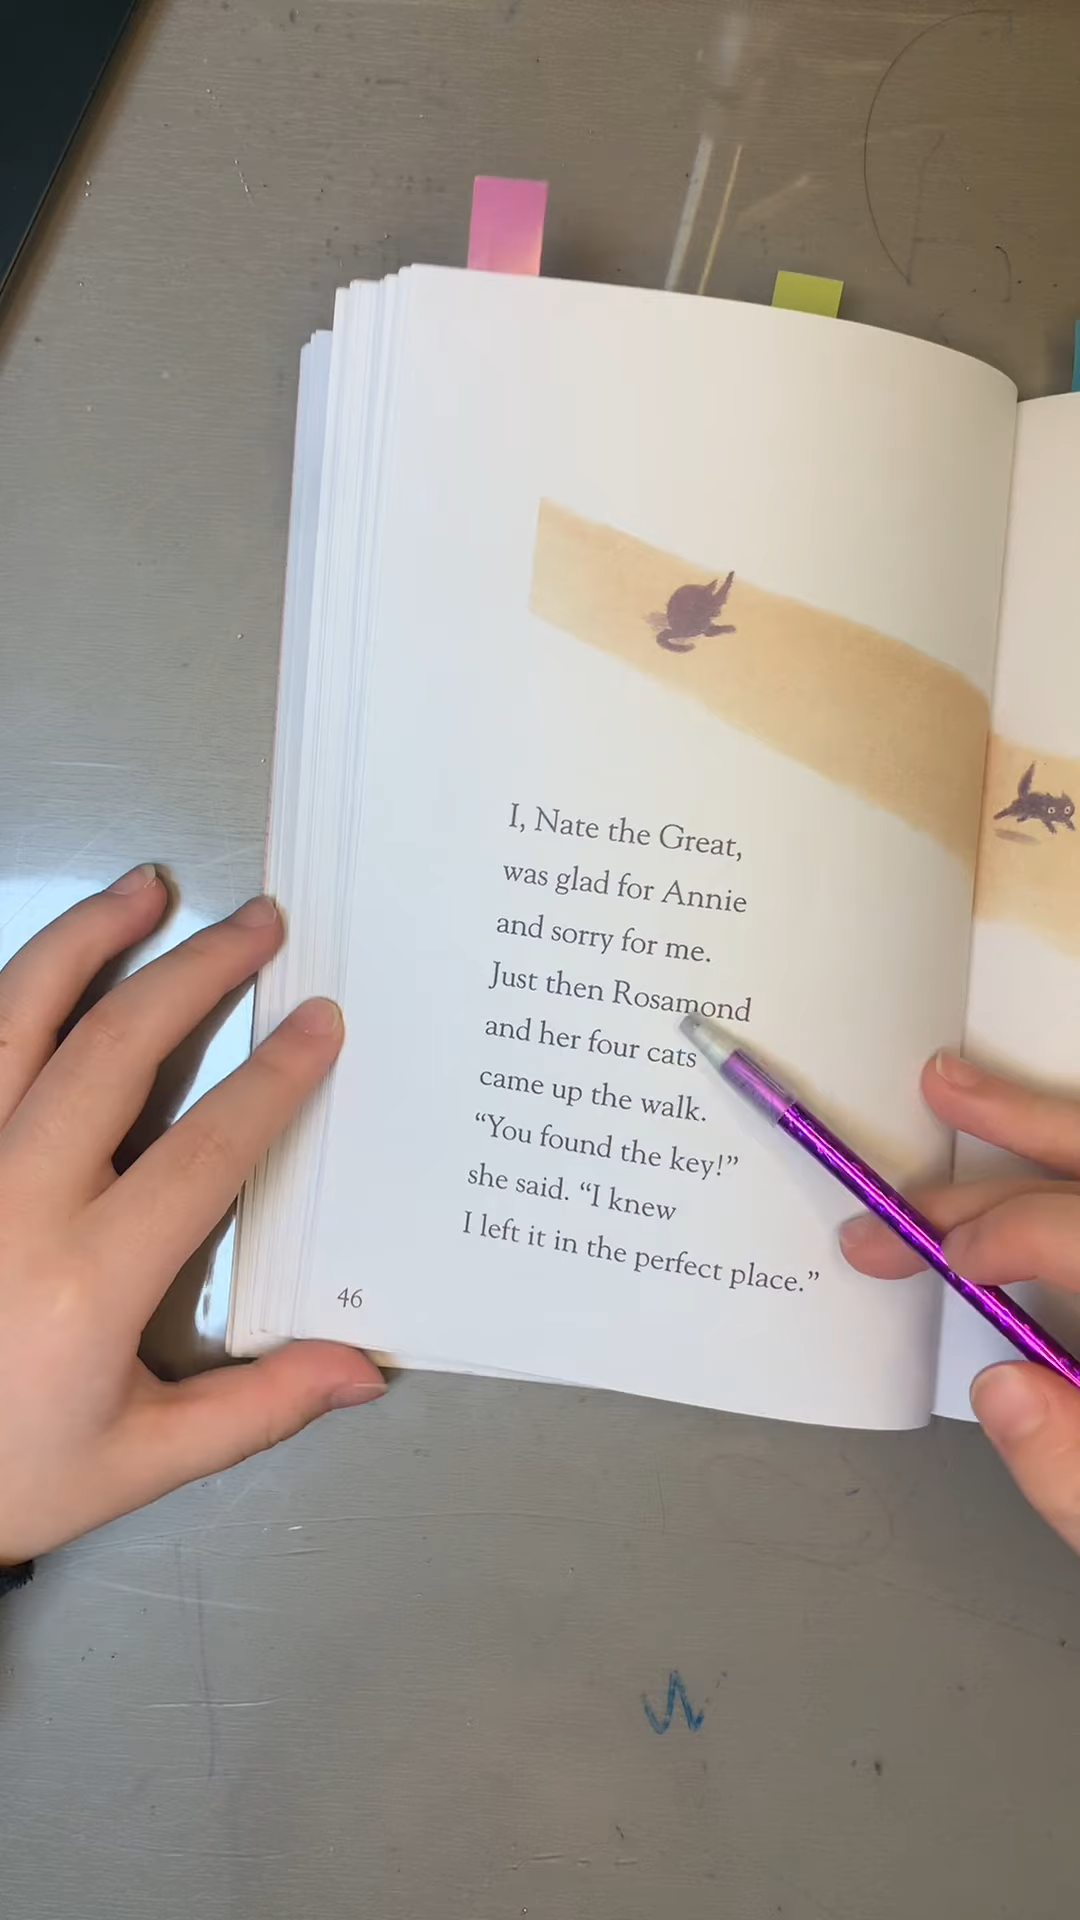 I, Nate the Great,
was glad for Annie
and sorry for me.
Just then Rosamond
and her four cats
came up the walk.
“You found the key!”
she said. “I knew
I left it in the perfect place.”
46